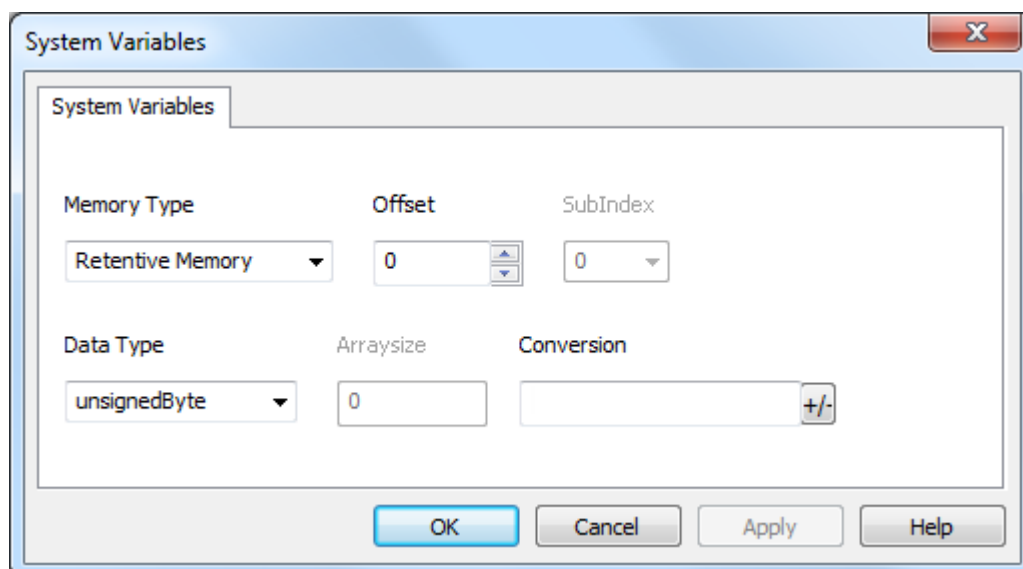 System Variables
System Variables
Memory Type Offset SubIndex
Retentive Memory 0 0
Data Type Arraysize Conversion
unsignedByte 0 +/-
OK Cancel Apply Help